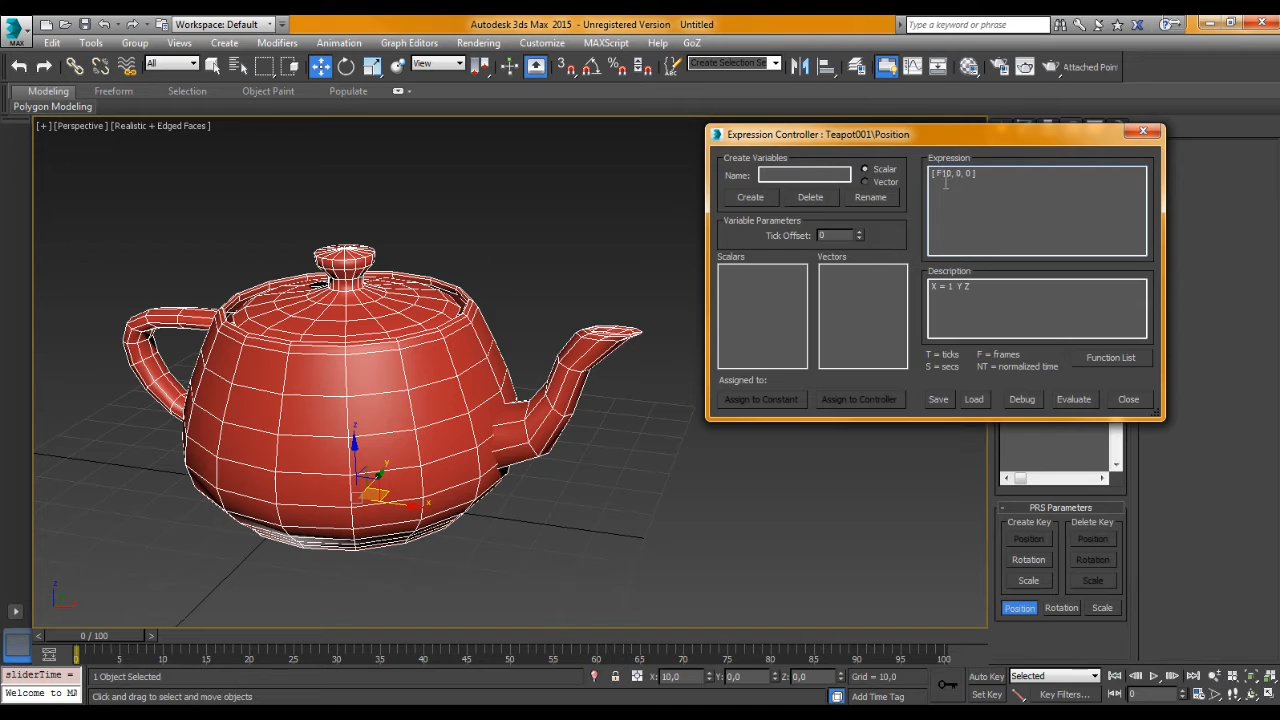 MAX
Workspace: Default
Autodesk 3ds Max 2015 - Unregistered Version    Untitled
Type a keyword or phrase
Edit Tools Group Views Create Modifiers Animation Graph Editors Rendering Customize MAXScript Help GoZ
All
View
Create Selection Se
Attached Point
Modeling Freeform Selection Object Paint Populate
Polygon Modeling
[+] [Perspective] [Realistic + Edged Faces]
Expression Controller : Teapot001\Position
Create Variables
Name:
Scalar
Vector
Create Delete Rename
Variable Parameters
Tick Offset: 0
Scalars Vectors
Assigned to:
Assign to Constant Assign to Controller
Expression
[ F10, 0, 0 ]
Description
X = 1 Y Z
T = ticks F = frames
S = secs NT = normalized time
Function List
Save Load Debug Evaluate Close
z
y
x
z
PRS Parameters
Create Key Delete Key
Position Position
Rotation Rotation
Scale Scale
Position Rotation Scale
< 0 / 100 >
0 5 10 15 20 25 30 35 40 45 50 55 60 65 70 75 80 85 90 95 100
sliderTime =
Welcome to M
1 Object Selected
Click and drag to select and move objects
X: 10,0 Y: 0,0 Z: 0,0
Grid = 10,0
Add Time Tag
Auto Key Selected
Set Key Key Filters...
0